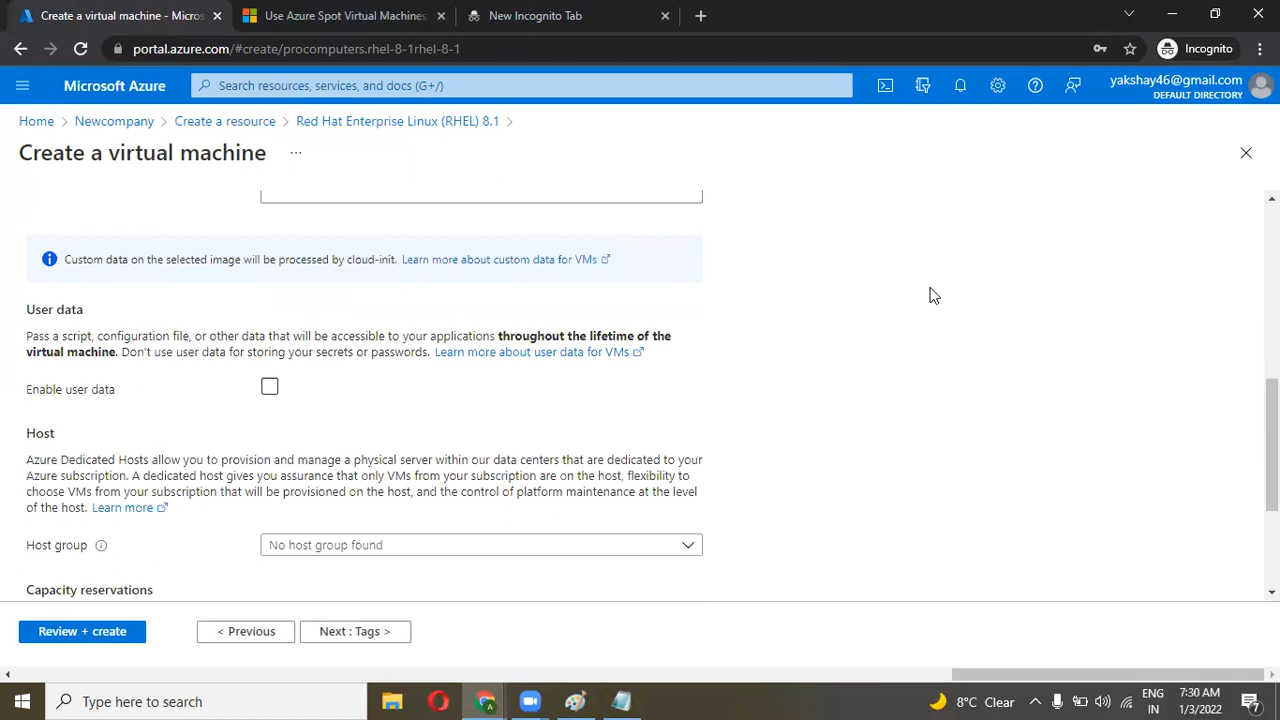 Create a virtual machine - Micros
Use Azure Spot Virtual Machines
New Incognito Tab
portal.azure.com/#create/procomputers.rhel-8-1rhel-8-1
Incognito
Microsoft Azure
Search resources, services, and docs (G+/)
yakshay46@gmail.com
DEFAULT DIRECTORY
Home > Newcompany > Create a resource > Red Hat Enterprise Linux (RHEL) 8.1 >
Create a virtual machine ...
Custom data on the selected image will be processed by cloud-init. Learn more about custom data for VMs
User data
Pass a script, configuration file, or other data that will be accessible to your applications throughout the lifetime of the
virtual machine. Don't use user data for storing your secrets or passwords. Learn more about user data for VMs
Enable user data
Host
Azure Dedicated Hosts allow you to provision and manage a physical server within our data centers that are dedicated to your
Azure subscription. A dedicated host gives you assurance that only VMs from your subscription are on the host, flexibility to
choose VMs from your subscription that will be provisioned on the host, and the control of platform maintenance at the level
of the host. Learn more
Host group
No host group found
Capacity reservations
Review + create
< Previous
Next : Tags >
Type here to search
8°C Clear
ENG
IN
7:30 AM
1/3/2022
7